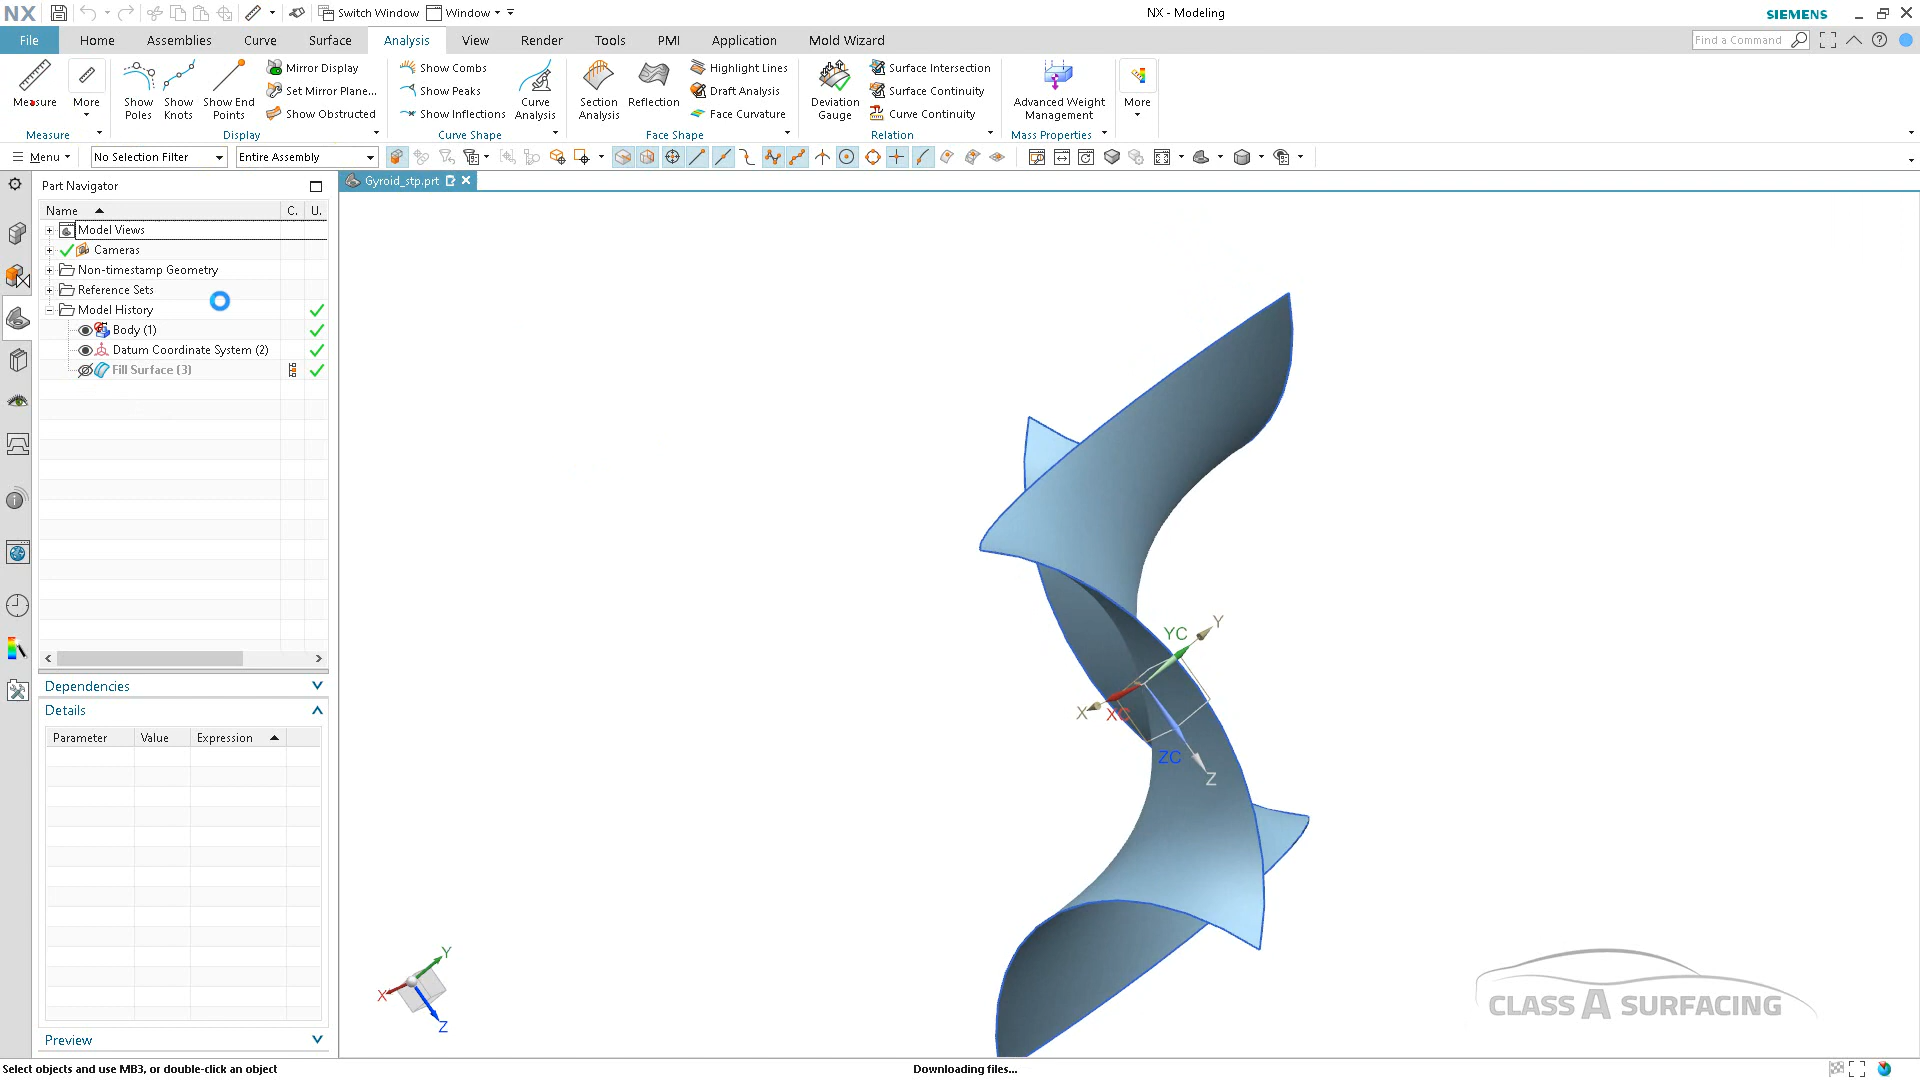 NX
Switch Window
Window
NX - Modeling
SIEMENS
File
Home
Assemblies
Curve
Surface
Analysis
View
Render
Tools
PMI
Application
Mold Wizard
Find a Command
Measure
More
Show Poles
Show Knots
Show End Points
Mirror Display
Set Mirror Plane...
Show Obstructed
Show Combs
Show Peaks
Show Inflections
Curve Analysis
Section Analysis
Reflection
Highlight Lines
Draft Analysis
Face Curvature
Deviation Gauge
Surface Intersection
Surface Continuity
Curve Continuity
Advanced Weight Management
More
Measure
Display
Curve Shape
Face Shape
Relation
Mass Properties
Menu
No Selection Filter
Entire Assembly
Part Navigator
Gyroid_stp.prt
Name
C.
U.
Model Views
Cameras
Non-timestamp Geometry
Reference Sets
Model History
Body (1)
Datum Coordinate System (2)
Fill Surface (3)
Dependencies
Details
Parameter
Value
Expression
Preview
YC
Y
X
XC
ZC
Z
Y
X
Z
CLASS A SURFACING
Select objects and use MB3, or double-click an object
Downloading files...